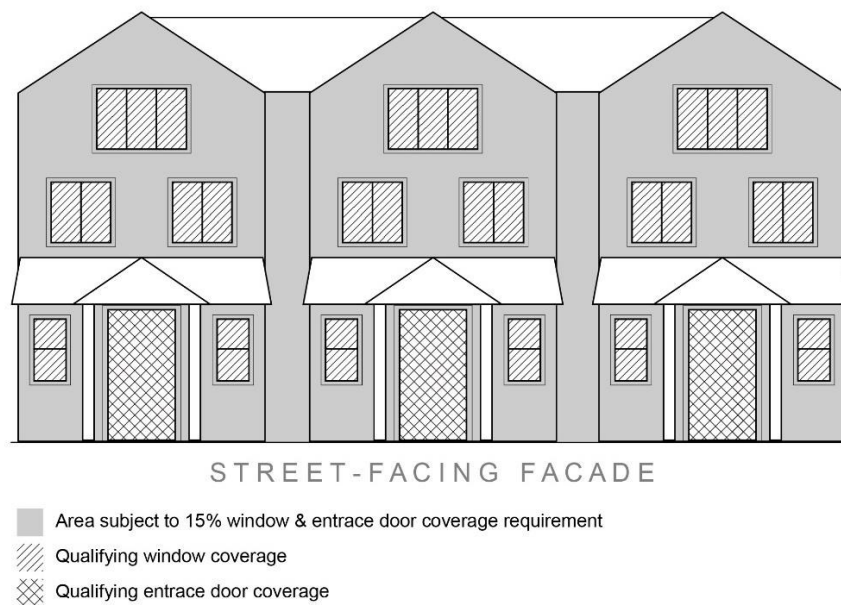 STREET-FACING FACADE
Area subject to 15% window & entrace door coverage requirement
Qualifying window coverage
Qualifying entrace door coverage